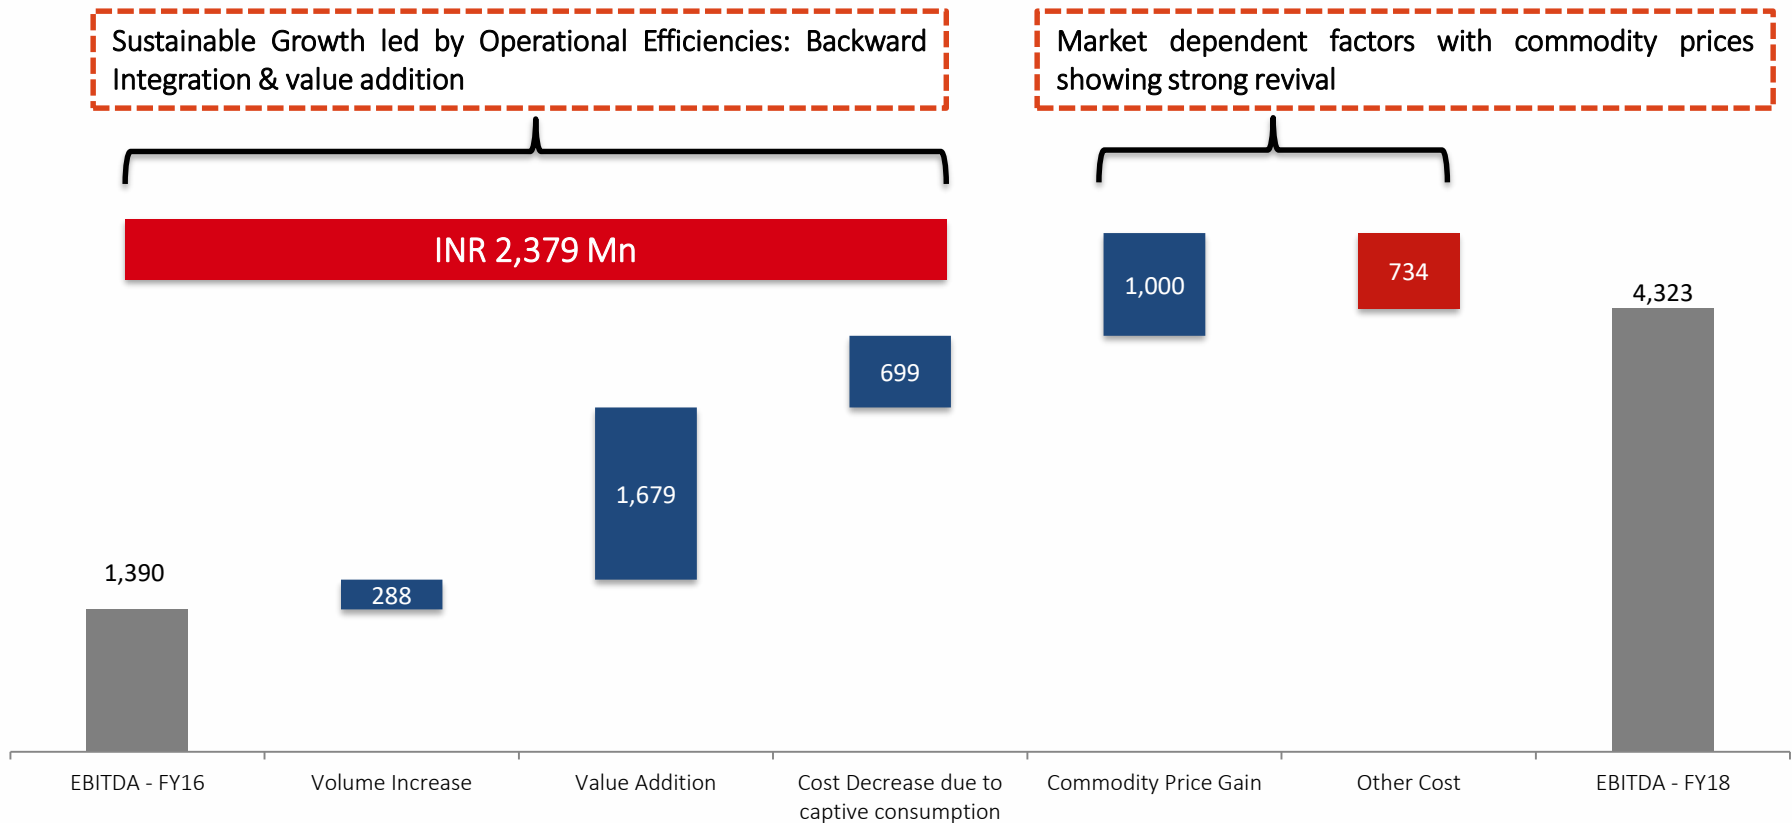 Sustainable Growth led by Operational Efficiencies: Backward
Integration & value addition
Market dependent factors with commodity prices
showing strong revival
INR 2,379 Mn
1,390
288
1,679
699
1,000
734
4,323
EBITDA - FY16
Volume Increase
Value Addition
Cost Decrease due to
captive consumption
Commodity Price Gain
Other Cost
EBITDA - FY18